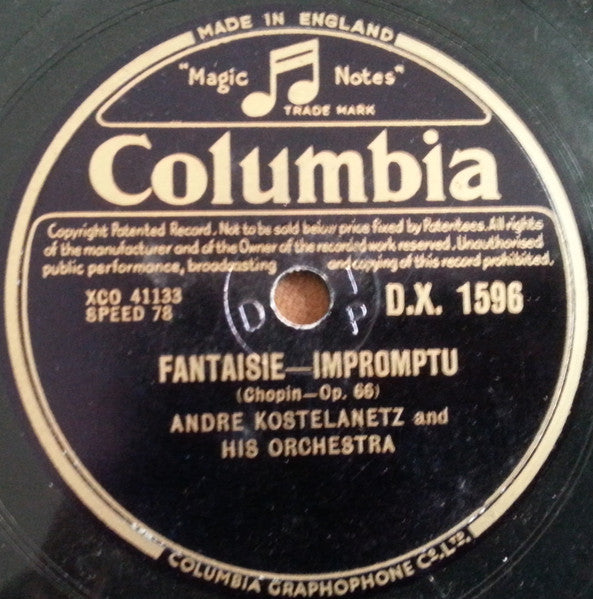 MADE IN ENGLAND
"Magic Notes"
TRADE MARK
Columbia
Copyright Patented Record. Not to be sold below price fixed by Patentees. All rights
of the manufacturer and of the Owner of the recorded work reserved. Unauthorised
public performance, broadcasting and copying of this record prohibited.
XCO 41133
SPEED 78
D I P
D.X. 1596
FANTAISIE—IMPROMPTU
(Chopin—Op. 66)
ANDRE KOSTELANETZ and
HIS ORCHESTRA
COLUMBIA GRAPHOPHONE Co. LTD.